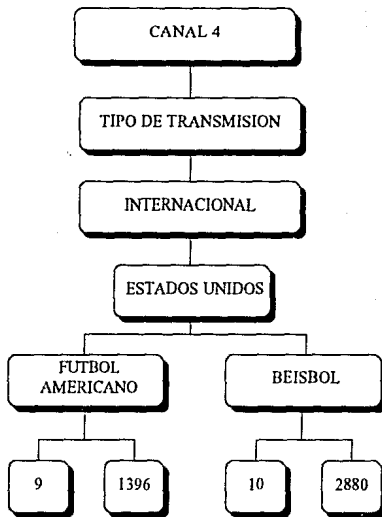 CANAL 4
TIPO DE TRANSMISION
INTERNACIONAL
ESTADOS UNIDOS
FUTBOL
AMERICANO
BEISBOL
9
1396
10
2880